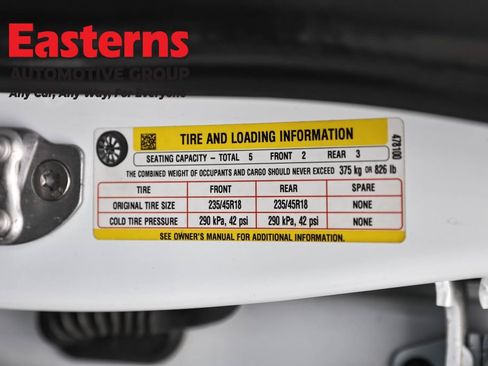 Easterns
AUTOMOTIVE GROUP
Any Car, Any Way, For Everyone
TIRE AND LOADING INFORMATION
SEATING CAPACITY - TOTAL 5 FRONT 2 REAR 3
THE COMBINED WEIGHT OF OCCUPANTS AND CARGO SHOULD NEVER EXCEED 375 kg OR 826 lb
TIRE FRONT REAR SPARE
ORIGINAL TIRE SIZE 235/45R18 235/45R18 NONE
COLD TIRE PRESSURE 290 kPa, 42 psi 290 kPa, 42 psi NONE
SEE OWNER'S MANUAL FOR ADDITIONAL INFORMATION.